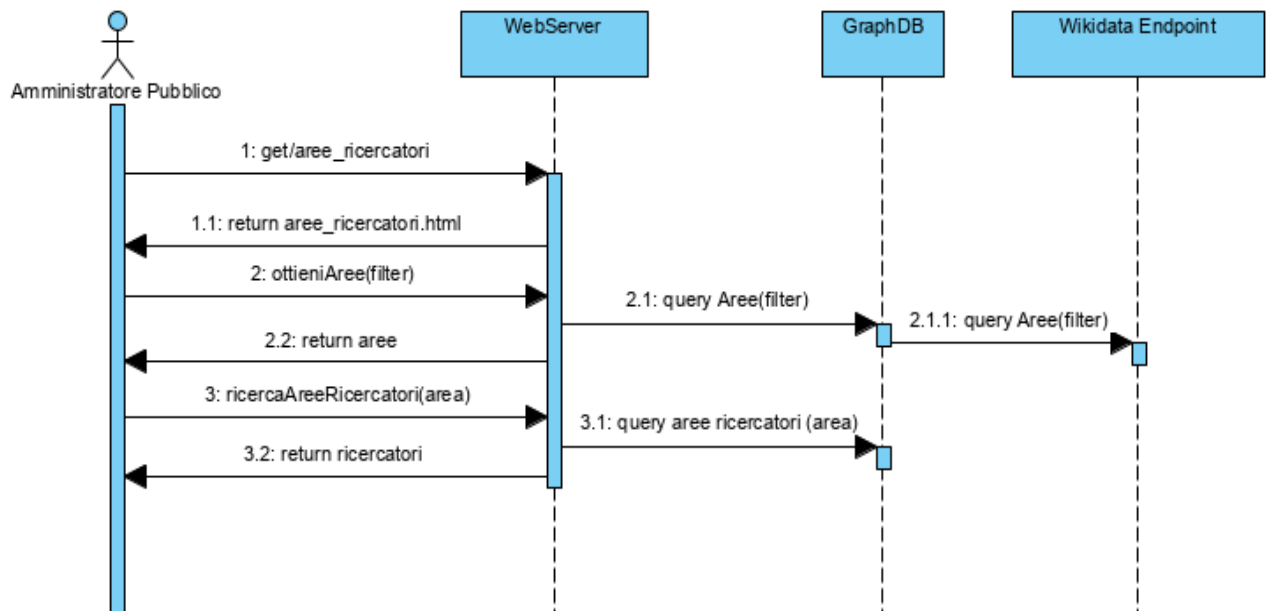 WebServer
GraphDB
Wikidata Endpoint
Amministratore Pubblico
1: get/aree_ricercatori
1.1: return aree_ricercatori.html
2: ottieniAree(filter)
2.1: query Aree(filter)
2.1.1: query Aree(filter)
2.2: return aree
3: ricercaAreeRicercatori(area)
3.1: query aree ricercatori (area)
3.2: return ricercatori